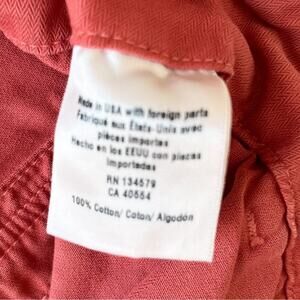 Made in USA with foreign parts
Fabriqué aux États-Unis avec
pièces importes
Hecho en los EEUU con piezas
importadas
RN 134579
CA 40554
100% Cotton/ Coton/ Algodón